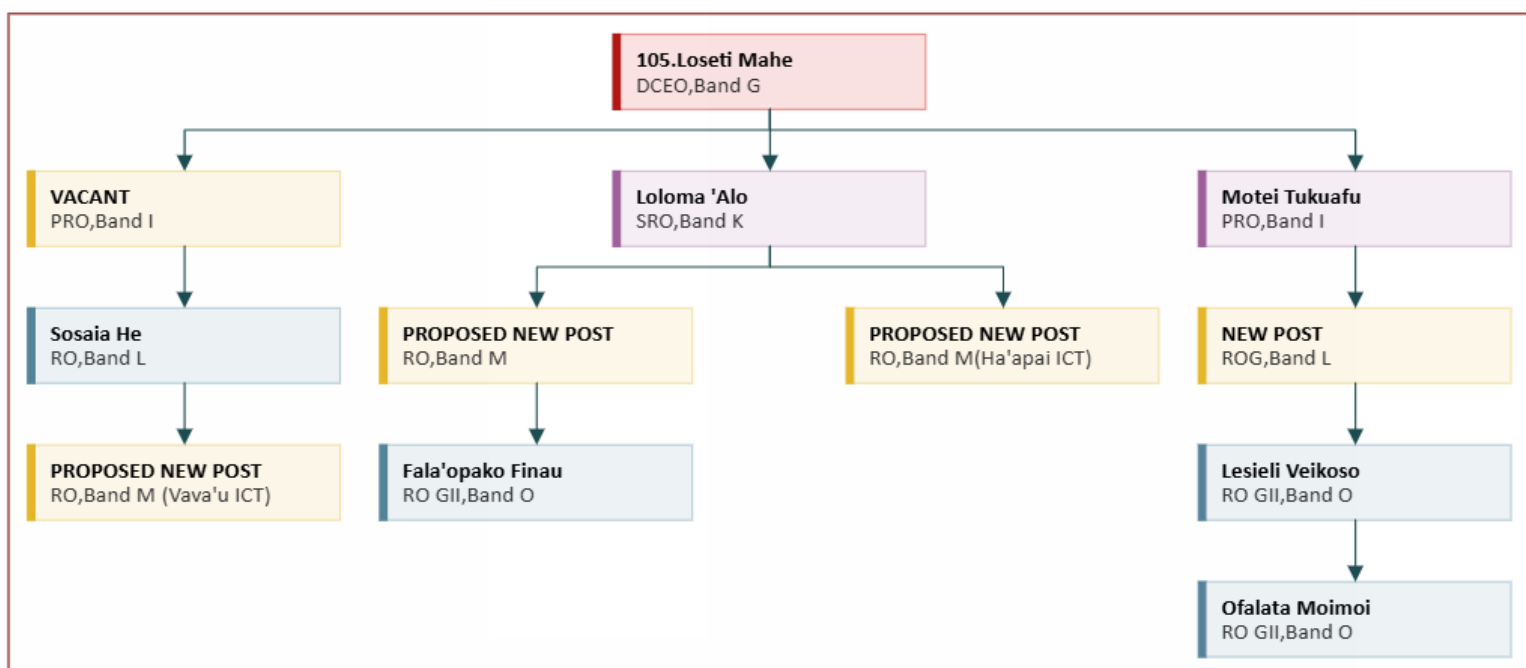 105.Loseti Mahe
DCEO,Band G
VACANT
PRO,Band I
Loloma 'Alo
SRO,Band K
Motei Tukuafu
PRO,Band I
Sosaia He
RO,Band L
PROPOSED NEW POST
RO,Band M
PROPOSED NEW POST
RO,Band M(Ha'apai ICT)
NEW POST
ROG,Band L
PROPOSED NEW POST
RO,Band M (Vava'u ICT)
Fala'opako Finau
RO GII,Band O
Lesieli Veikoso
RO GII,Band O
Ofalata Moimoi
RO GII,Band O